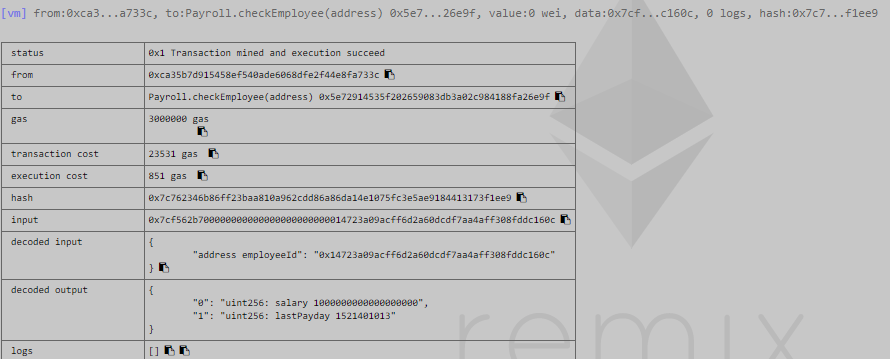 [vm] from:0xca3...a733c, to:Payroll.checkEmployee(address) 0x5e7...26e9f, value:0 wei, data:0x7cf...c160c, 0 logs, hash:0x7c7...f1ee9
status 0x1 Transaction mined and execution succeed
from 0xca35b7d915458ef540ade6068dfe2f44e8fa733c
to Payroll.checkEmployee(address) 0x5e72914535f202659083db3a02c984188fa26e9f
gas 3000000 gas
transaction cost 23531 gas
execution cost 851 gas
hash 0x7c762346b86ff23baa810a962cdd86a86da14e1075fc3e5ae9184413173f1ee9
input 0x7cf562b700000000000000000000000014723a09acff6d2a60dcdf7aa4aff308fddc160c
decoded input {
"address employeeId": "0x14723a09acff6d2a60dcdf7aa4aff308fddc160c"
}
decoded output {
"0": "uint256: salary 1000000000000000000",
"1": "uint256: lastPayday 1521401013"
}
logs []
remix